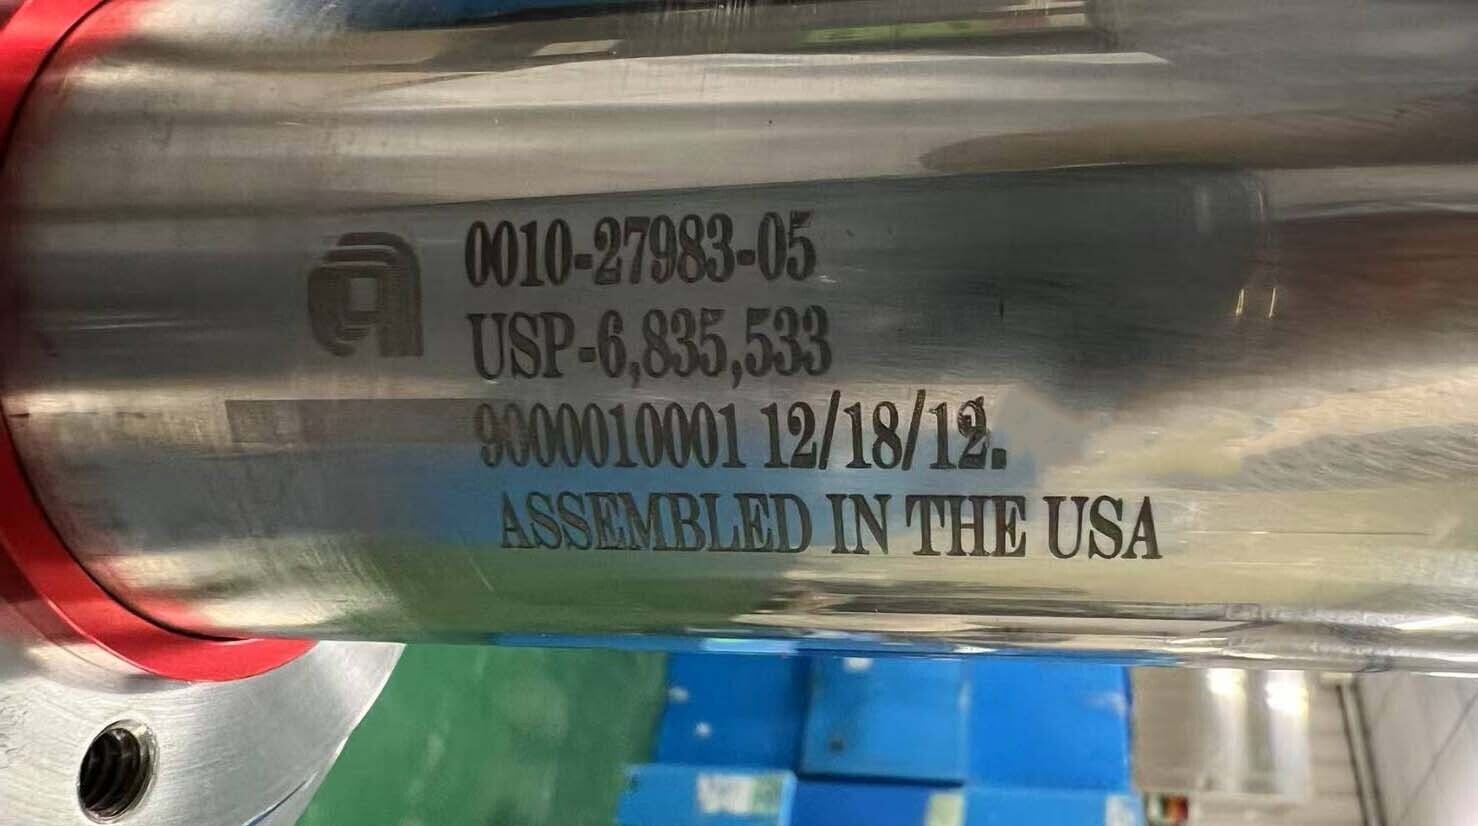 0010-27983-05
USP-6,835,533
9000010001 12/18/12.
ASSEMBLED IN THE USA